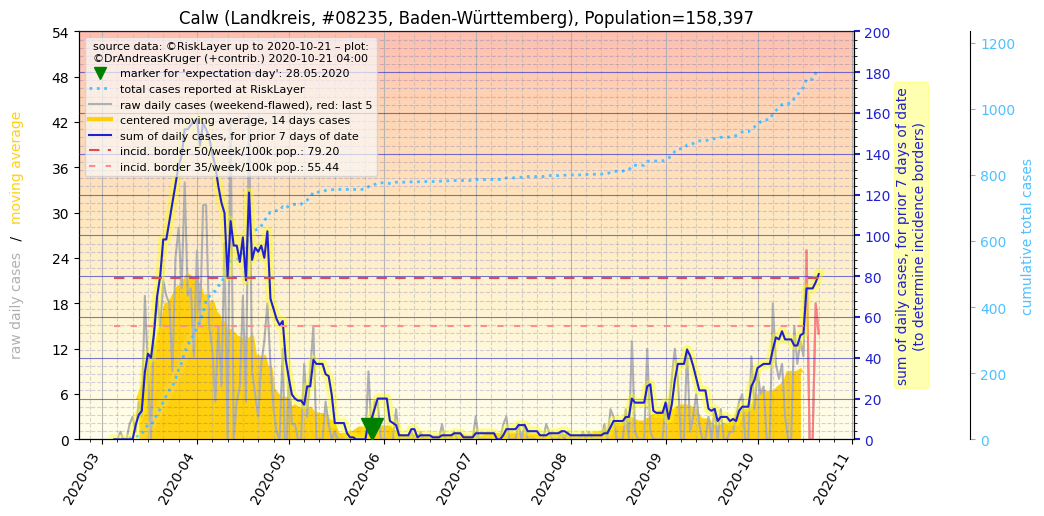 Calw (Landkreis, #08235, Baden-Württemberg), Population=158,397
source data: ©RiskLayer up to 2020-10-21 – plot:
©DrAndreasKruger (+contrib.) 2020-10-21 04:00
marker for 'expectation day': 28.05.2020
total cases reported at RiskLayer
raw daily cases (weekend-flawed), red: last 5
centered moving average, 14 days cases
sum of daily cases, for prior 7 days of date
incid. border 50/week/100k pop.: 79.20
incid. border 35/week/100k pop.: 55.44
raw daily cases / moving average
54
48
42
36
30
24
18
12
6
0
2020-03
2020-04
2020-05
2020-06
2020-07
2020-08
2020-09
2020-10
2020-11
200
180
160
140
120
100
80
60
40
20
0
sum of daily cases, for prior 7 days of date
(to determine incidence borders)
1200
1000
800
600
400
200
0
cumulative total cases